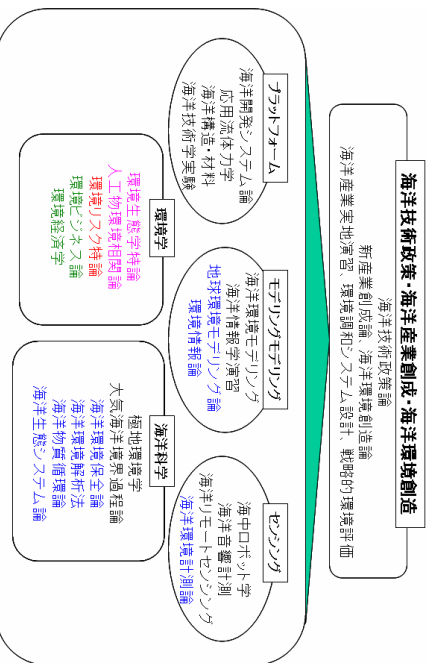 海洋技術政策・海洋産業創成・海洋環境創造
海洋技術政策論
新産業創成論、海洋環境創造論
海洋産業実地演習、環境調和システム設計、戦略的環境評価
プラットフォーム
海洋開発システム論
応用流体力学
海洋構造・材料
海洋技術学実験
モデリングモデリング
海洋環境モデリング
海洋情報学演習
地球環境モデリング論
環境情報論
センシング
海中ロボット学
海洋音響計測
海洋リモートセンシング
海洋環境計測論
環境学
環境生態学特論
人工物環境相関論
環境リスク特論
環境ビジネス論
環境経済学
海洋科学
極地環境学
大気海洋境界過程論
海洋環境保全論
海洋環境解析法
海洋物質循環論
海洋生態システム論